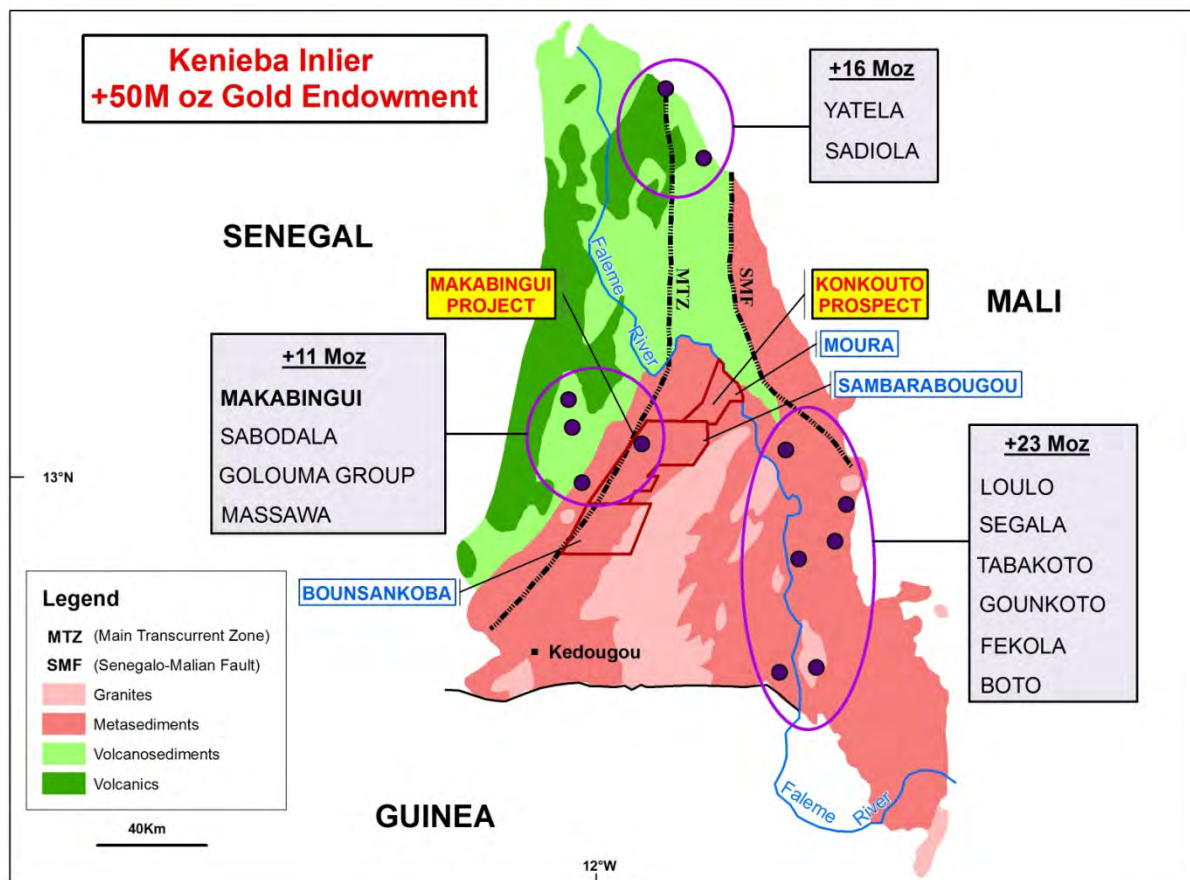 Kenieba Inlier
+50M oz Gold Endowment
+16 Moz
YATELA
SADIOLA
SENEGAL
Faleme
River
MTZ
SMF
MAKABINGUI
PROJECT
KONKOUTO
PROSPECT
MALI
MOURA
SAMBARABOUGOU
+11 Moz
MAKABINGUI
SABODALA
GOLOUMA GROUP
MASSAWA
13°N
+23 Moz
LOULO
SEGALA
TABAKOTO
GOUNKOTO
FEKOLA
BOTO
BOUNSANKOBA
Kedougou
Legend
MTZ (Main Transcurrent Zone)
SMF (Senegalo-Malian Fault)
Granites
Metasediments
Volcanosediments
Volcanics
40Km
GUINEA
Faleme River
12°W